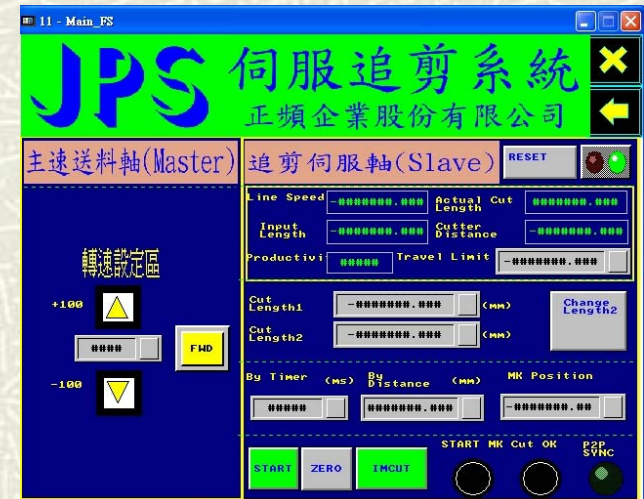 11 - Main_FS
JPS
伺服追剪系統
正頻企業股份有限公司
主速送料軸(Master)
追剪伺服軸(Slave)
RESET
Line Speed
-#######.###
Actual Cut
Length
#######.###
Input
Length
-#######.###
Cutter
Distance
-#######.###
Productivi
#####
Travel Limit
-#######.###
轉速設定區
+100
####
FWD
-100
Cut
Length1
-#######.###
(MM)
Cut
Length2
-#######.###
(MM)
Change
Length2
By Timer
(MS)
By
Distance
(MM)
MK Position
#####
#######.###
-#######.##
START
ZERO
IMCUT
START MK
Cut OK
P2P
SYNC